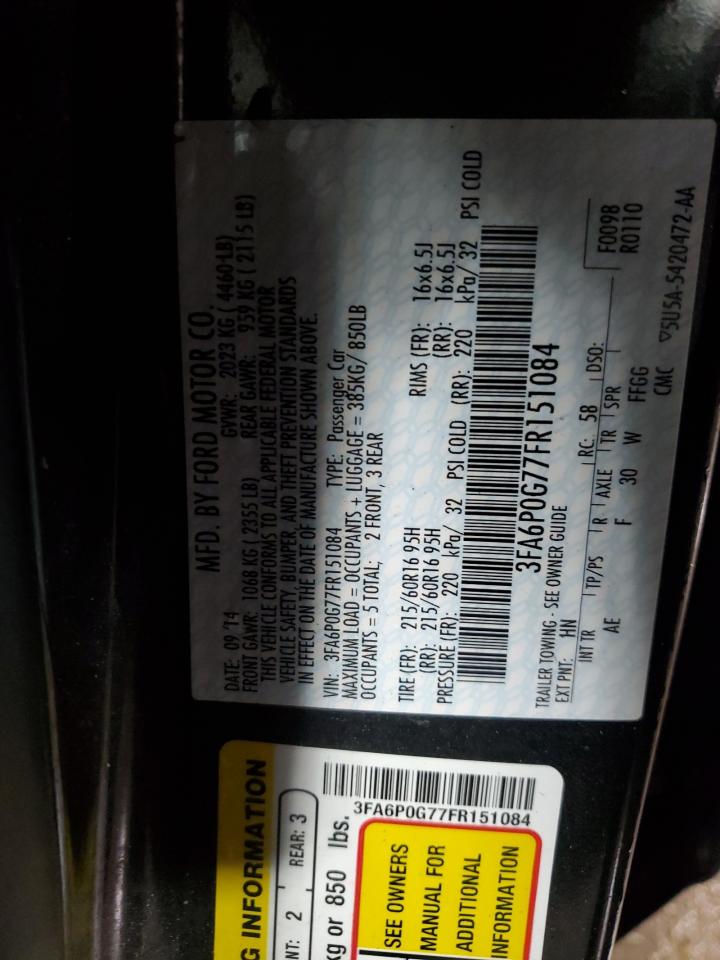 MFD. BY FORD MOTOR CO.
DATE: 09/14 GVWR: 2023 KG ( 4460 LB)
FRONT GAWR: 1068 KG ( 2355 LB) REAR GAWR: 939 KG ( 2115 LB)
THIS VEHICLE CONFORMS TO ALL APPLICABLE FEDERAL MOTOR
VEHICLE SAFETY, BUMPER, AND THEFT PREVENTION STANDARDS
IN EFFECT ON THE DATE OF MANUFACTURE SHOWN ABOVE.
VIN: 3FA6P0G77FR151084 TYPE: Passenger Car
MAXIMUM LOAD = OCCUPANTS + LUGGAGE = 385KG/ 850LB
OCCUPANTS = 5 TOTAL; 2 FRONT, 3 REAR
TIRE (FR): 215/60R16 95H RIMS (FR): 16x6.5J
(RR): 215/60R16 95H (RR): 16x6.5J
PRESSURE (FR): 220 kPa/ 32 PSI COLD (RR): 220 kPa/ 32 PSI COLD
3FA6P0G77FR151084
TRAILER TOWING - SEE OWNER GUIDE
EXT PNT: HN RC: 58 DSO: F0098
R0110
INT TR TP/PS R AXLE TR SPR
AE F 30 W FFGG
CMC
5U5A-5420472-AA
G INFORMATION
NT: 2 REAR: 3
kg or 850 lbs.
3FA6P0G77FR151084
SEE OWNERS
MANUAL FOR
ADDITIONAL
INFORMATION